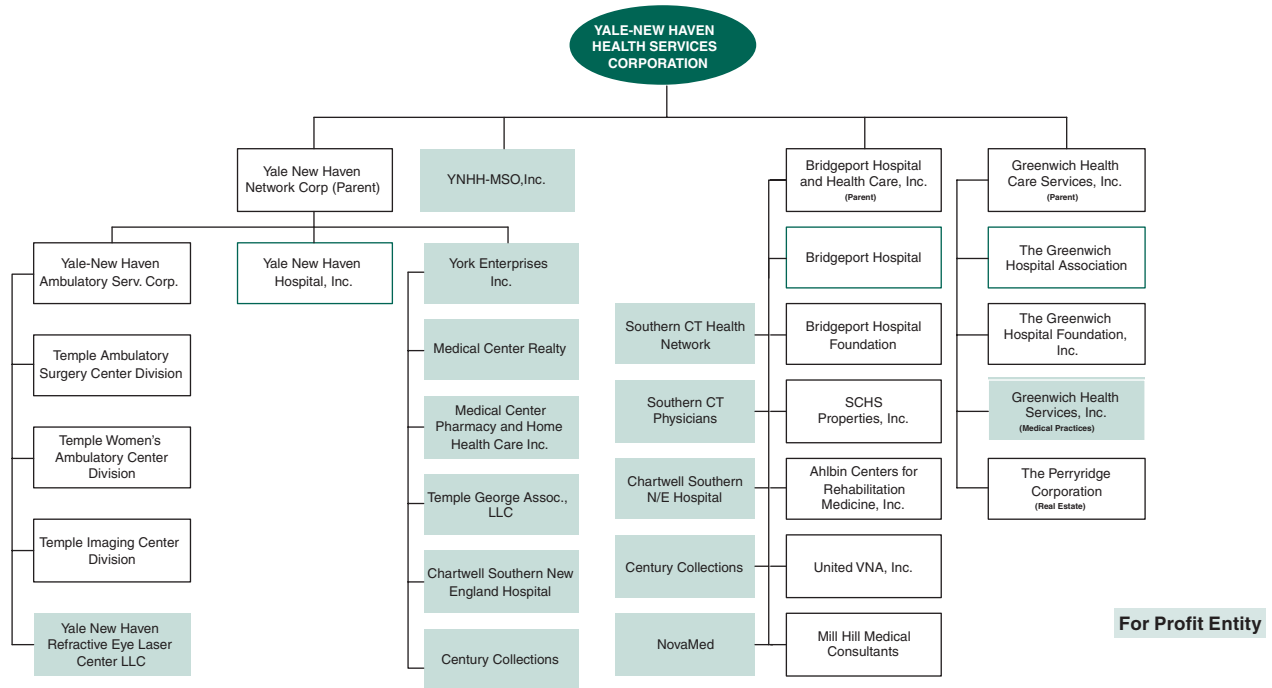 YALE-NEW HAVEN
HEALTH SERVICES
CORPORATION
Yale New Haven
Network Corp (Parent)
YNHH-MSO,Inc.
Bridgeport Hospital
and Health Care, Inc.
(Parent)
Greenwich Health
Care Services, Inc.
(Parent)
Yale-New Haven
Ambulatory Serv. Corp.
Temple Ambulatory
Surgery Center Division
Temple Women's
Ambulatory Center
Division
Temple Imaging Center
Division
Yale New Haven
Refractive Eye Laser
Center LLC
Yale New Haven
Hospital, Inc.
York Enterprises
Inc.
Medical Center Realty
Medical Center
Pharmacy and Home
Health Care Inc.
Temple George Assoc.,
LLC
Chartwell Southern New
England Hospital
Century Collections
Southern CT Health
Network
Southern CT
Physicians
Chartwell Southern
N/E Hospital
Century Collections
NovaMed
Bridgeport Hospital
Bridgeport Hospital
Foundation
SCHS
Properties, Inc.
Ahlbin Centers for
Rehabilitation
Medicine, Inc.
United VNA, Inc.
Mill Hill Medical
Consultants
The Greenwich
Hospital Association
The Greenwich
Hospital Foundation,
Inc.
Greenwich Health
Services, Inc.
(Medical Practices)
The Perryridge
Corporation
(Real Estate)
For Profit Entity